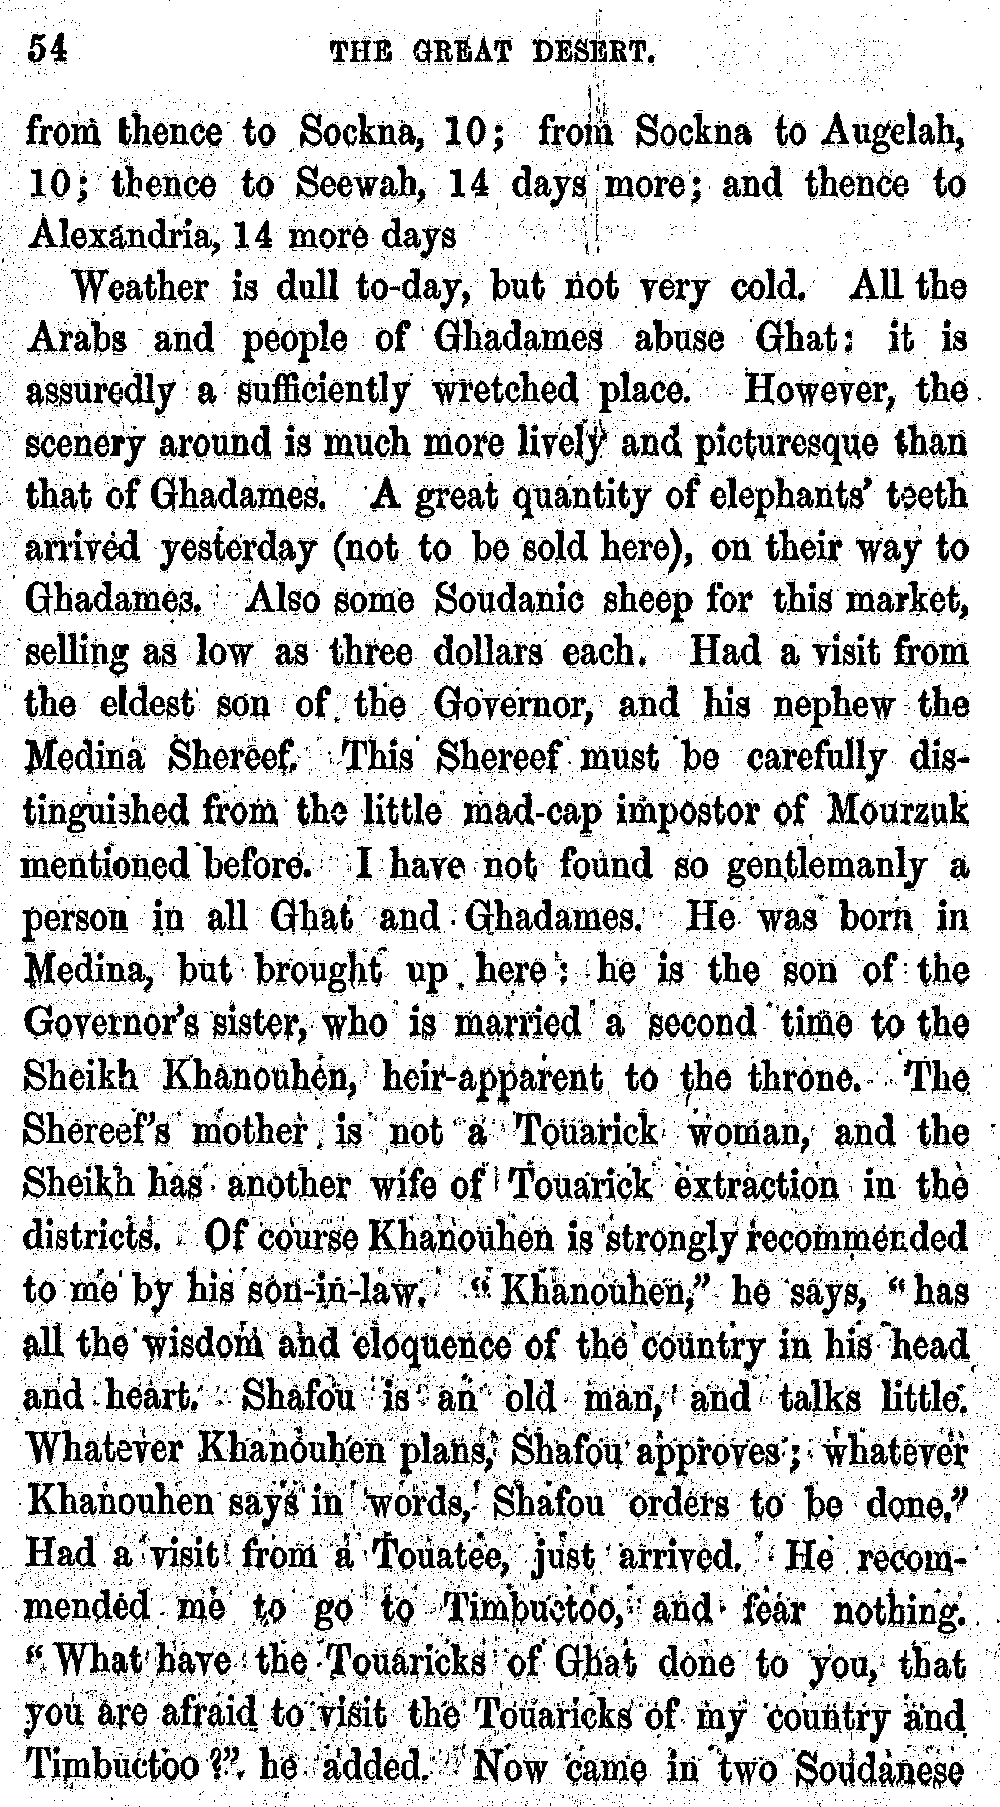 54 THE GREAT DESERT.
from thence to Sockna, 10; from Sockna to Augelah,
10; thence to Seewah, 14 days more; and thence to
Alexandria, 14 more days
Weather is dull to-day, but not very cold. All the
Arabs and people of Ghadames abuse Ghat: it is
assuredly a sufficiently wretched place. However, the
scenery around is much more lively and picturesque than
that of Ghadames. A great quantity of elephants' teeth
arrived yesterday (not to be sold here), on their way to
Ghadames. Also some Soudanic sheep for this market,
selling as low as three dollars each. Had a visit from
the eldest son of the Governor, and his nephew the
Medina Shereef. This Shereef must be carefully dis-
tinguished from the little mad-cap impostor of Mourzuk
mentioned before. I have not found so gentlemanly a
person in all Ghat and Ghadames. He was born in
Medina, but brought up here: he is the son of the
Governor's sister, who is married a second time to the
Sheikh Khanouhen, heir-apparent to the throne. The
Shereef's mother is not a Touarick woman, and the
Sheikh has another wife of Touarick extraction in the
districts. Of course Khanouhen is strongly recommended
to me by his son-in-law. "Khanouhen," he says, "has
all the wisdom and eloquence of the country in his head
and heart. Shafou is an old man, and talks little.
Whatever Khanouhen plans, Shafou approves; whatever
Khanouhen says in words, Shafou orders to be done."
Had a visit from a Touatee, just arrived. He recom-
mended me to go to Timbuctoo, and fear nothing.
"What have the Touaricks of Ghat done to you, that
you are afraid to visit the Touaricks of my country and
Timbuctoo?" he added. Now came in two Soudanese